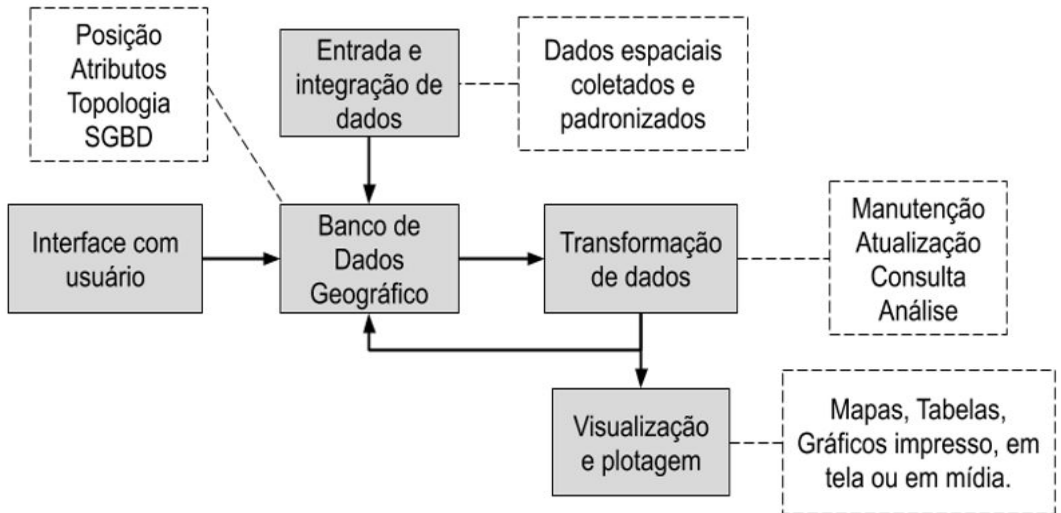 Posição
Atributos
Topologia
SGBD
Entrada e
integração de
dados
Dados espaciais
coletados e
padronizados
Interface com
usuário
Banco de
Dados
Geográfico
Transformação
de dados
Manutenção
Atualização
Consulta
Análise
Visualização
e plotagem
Mapas, Tabelas,
Gráficos impresso, em
tela ou em mídia.